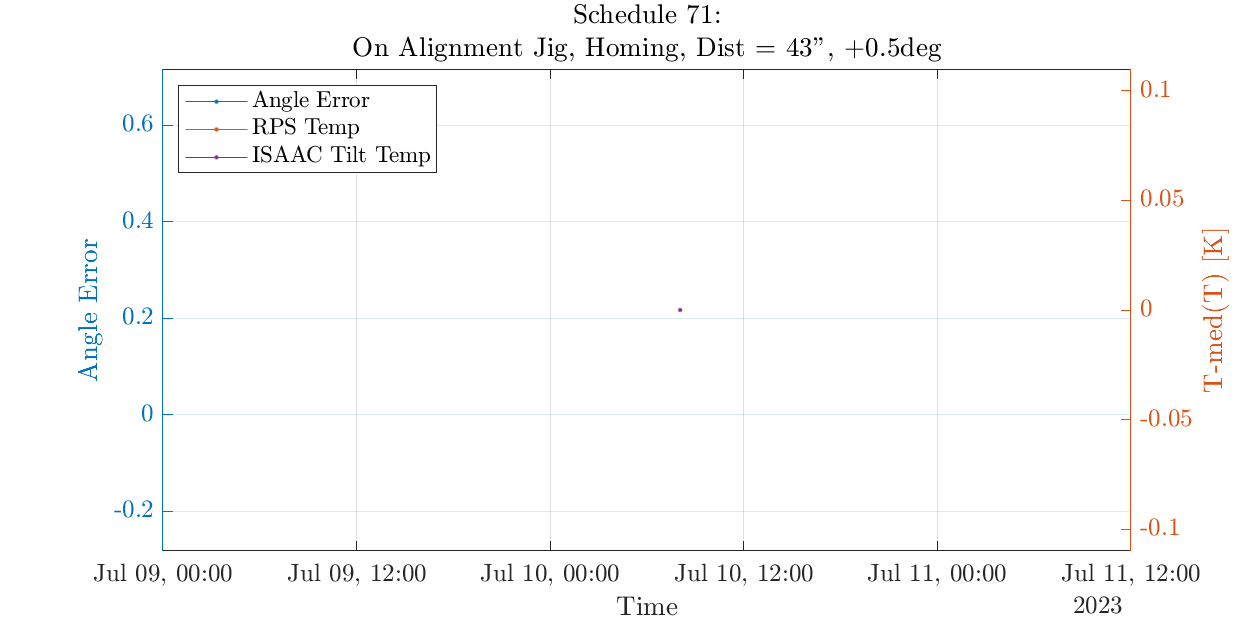 Schedule 71:
On Alignment Jig, Homing, Dist = 43”, +0.5deg
Angle Error
RPS Temp
ISAAC Tilt Temp
0.6
0.4
0.2
0
-0.2
Angle Error
0.1
0.05
0
-0.05
-0.1
T-med(T) [K]
Jul 09, 00:00
Jul 09, 12:00
Jul 10, 00:00
Jul 10, 12:00
Jul 11, 00:00
Jul 11, 12:00
Time
2023